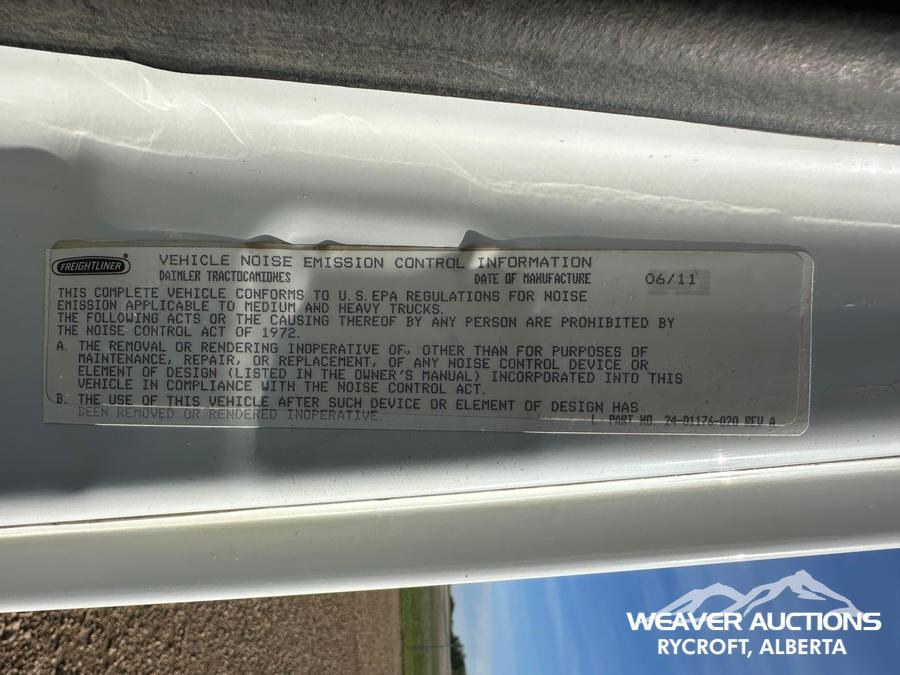 FREIGHTLINER
VEHICLE NOISE EMISSION CONTROL INFORMATION
DAIMLER TRACTOCAMIONES DATE OF MANUFACTURE 06/11
THIS COMPLETE VEHICLE CONFORMS TO U.S.EPA REGULATIONS FOR NOISE
EMISSION APPLICABLE TO MEDIUM AND HEAVY TRUCKS.
THE FOLLOWING ACTS OR THE CAUSING THEREOF BY ANY PERSON ARE PROHIBITED BY
THE NOISE CONTROL ACT OF 1972.
A. THE REMOVAL OR RENDERING INOPERATIVE OF, OTHER THAN FOR PURPOSES OF
MAINTENANCE, REPAIR, OR REPLACEMENT, OF ANY NOISE CONTROL DEVICE OR
ELEMENT OF DESIGN (LISTED IN THE OWNER'S MANUAL) INCORPORATED INTO THIS
VEHICLE IN COMPLIANCE WITH THE NOISE CONTROL ACT.
B. THE USE OF THIS VEHICLE AFTER SUCH DEVICE OR ELEMENT OF DESIGN HAS
BEEN REMOVED OR RENDERED INOPERATIVE.
L PART NO. 24-01176-020 REV A
WEAVER AUCTIONS
RYCROFT, ALBERTA